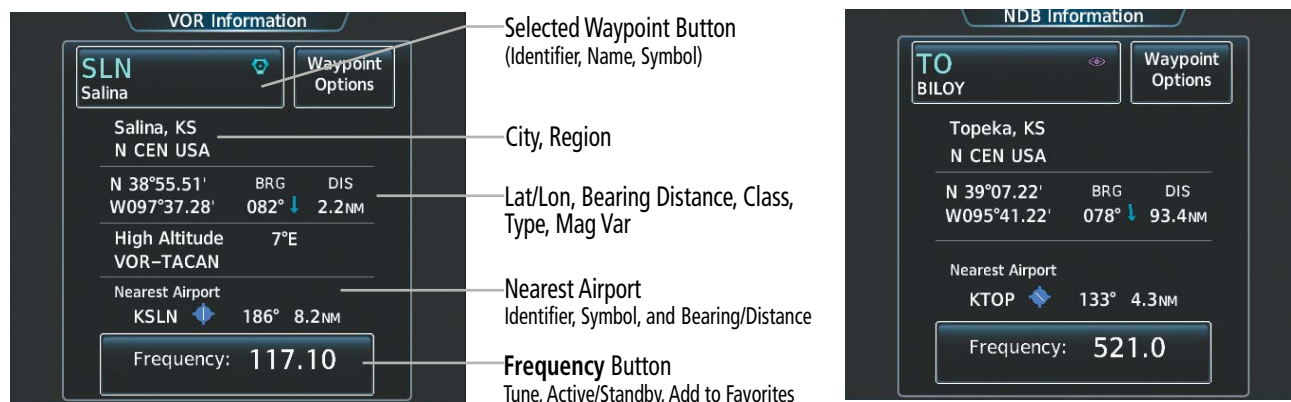 VOR Information
SLN
Salina
Waypoint
Options
Salina, KS
N CEN USA
N 38°55.51' BRG DIS
W097°37.28' 082° 2.2NM
High Altitude 7°E
VOR–TACAN
Nearest Airport
KSLN 186° 8.2NM
Frequency: 117.10
Selected Waypoint Button
(Identifier, Name, Symbol)
City, Region
Lat/Lon, Bearing Distance, Class,
Type, Mag Var
Nearest Airport
Identifier, Symbol, and Bearing/Distance
Frequency Button
Tune, Active/Standby, Add to Favorites
NDB Information
TO
BILOY
Waypoint
Options
Topeka, KS
N CEN USA
N 39°07.22' BRG DIS
W095°41.22' 078° 93.4NM
Nearest Airport
KTOP 133° 4.3NM
Frequency: 521.0